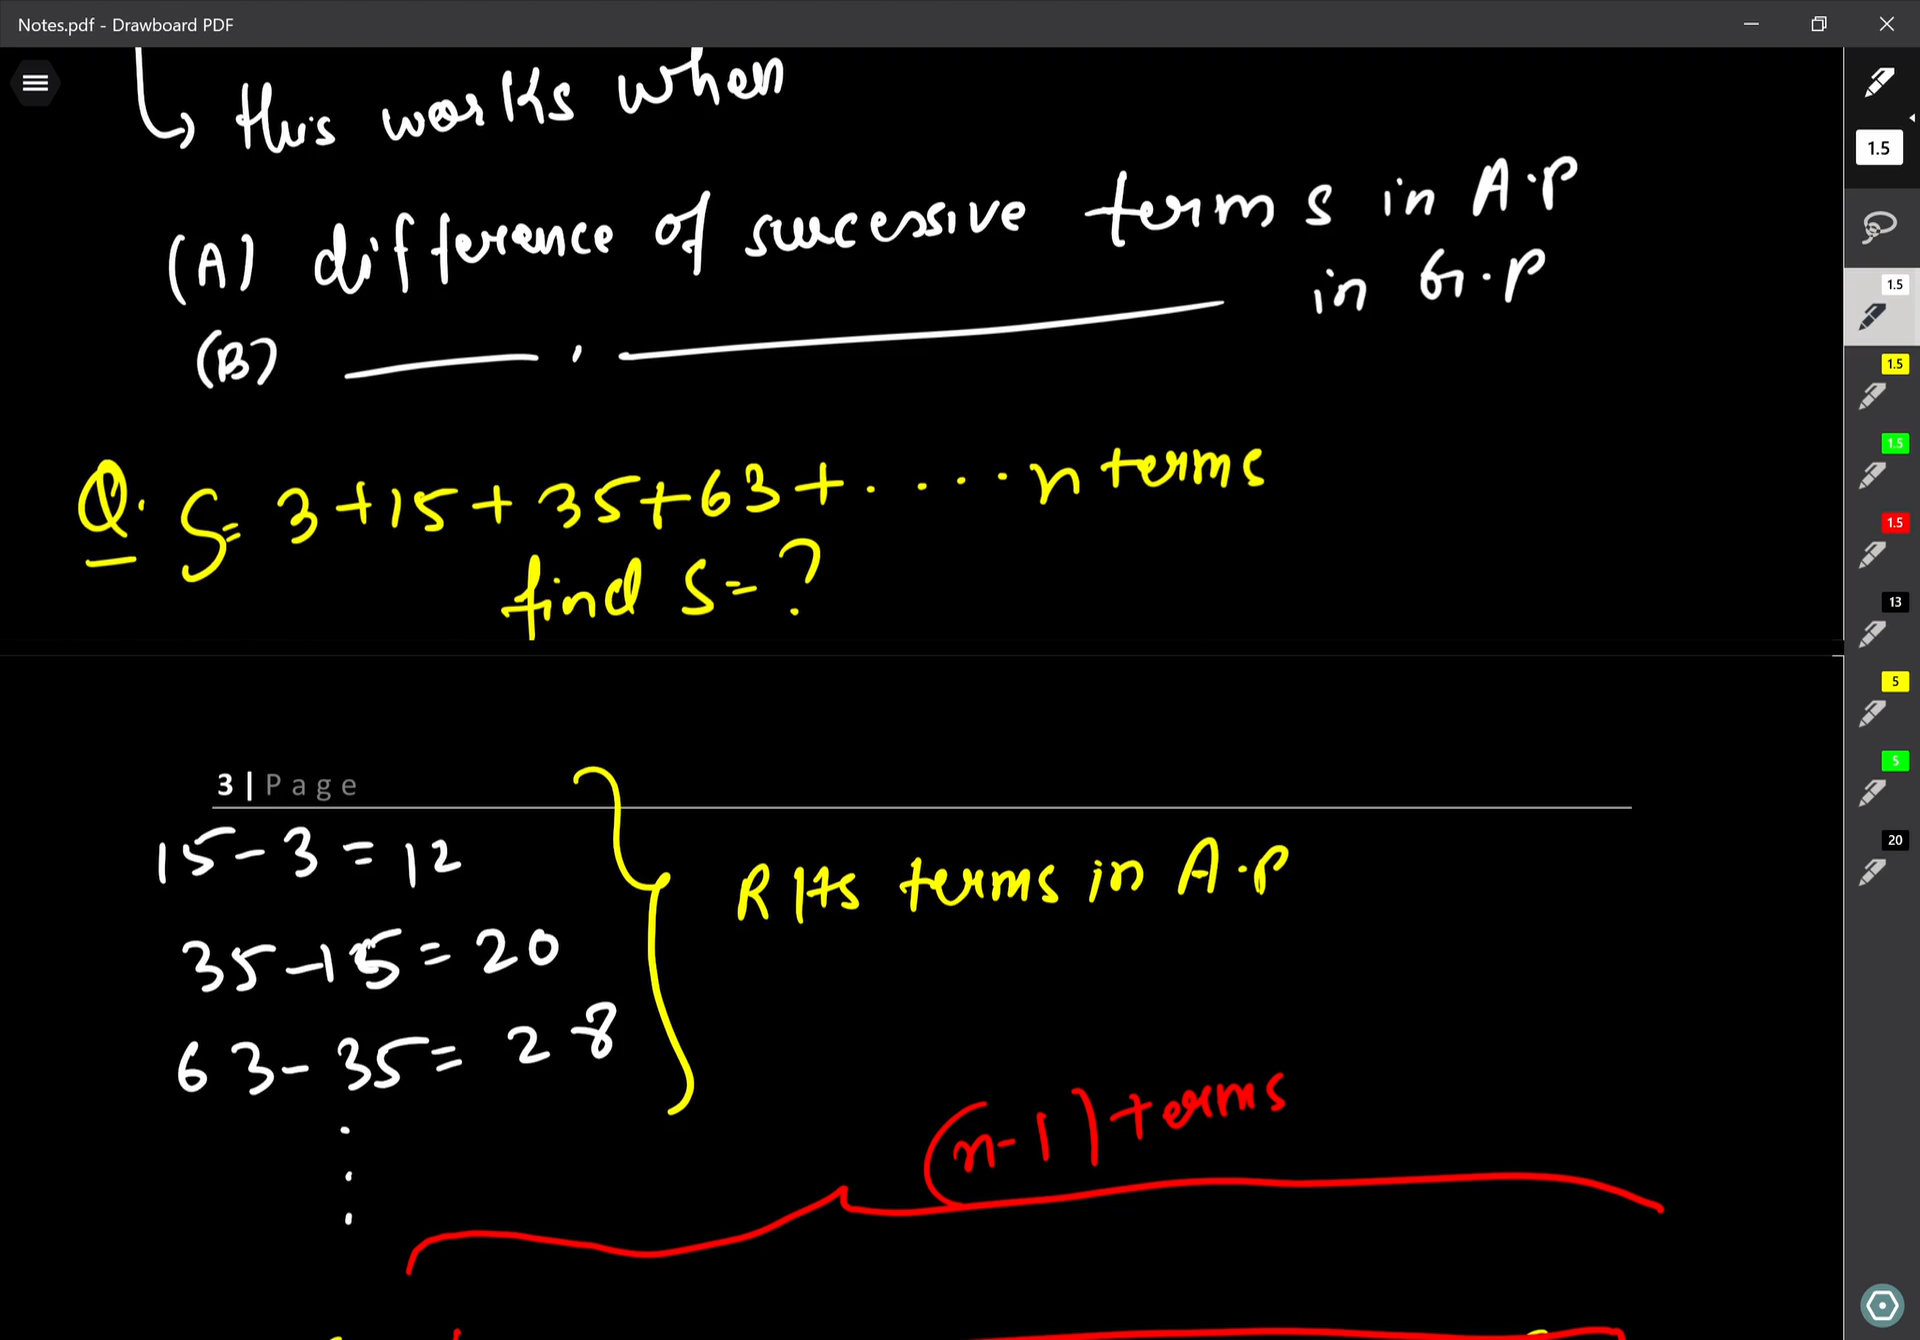 Notes.pdf - Drawboard PDF
↳ this works when
(A) difference of successive terms in A.P
(B) ——— , ——————— in G.P
Q. S = 3+15+35+63+.....n terms
find S = ?
3 | Page
15-3=12
35-15=20
63-35=28
RHS terms in A.P
(n-1) terms
1.5
1.5
1.5
1.5
1.5
13
5
5
20